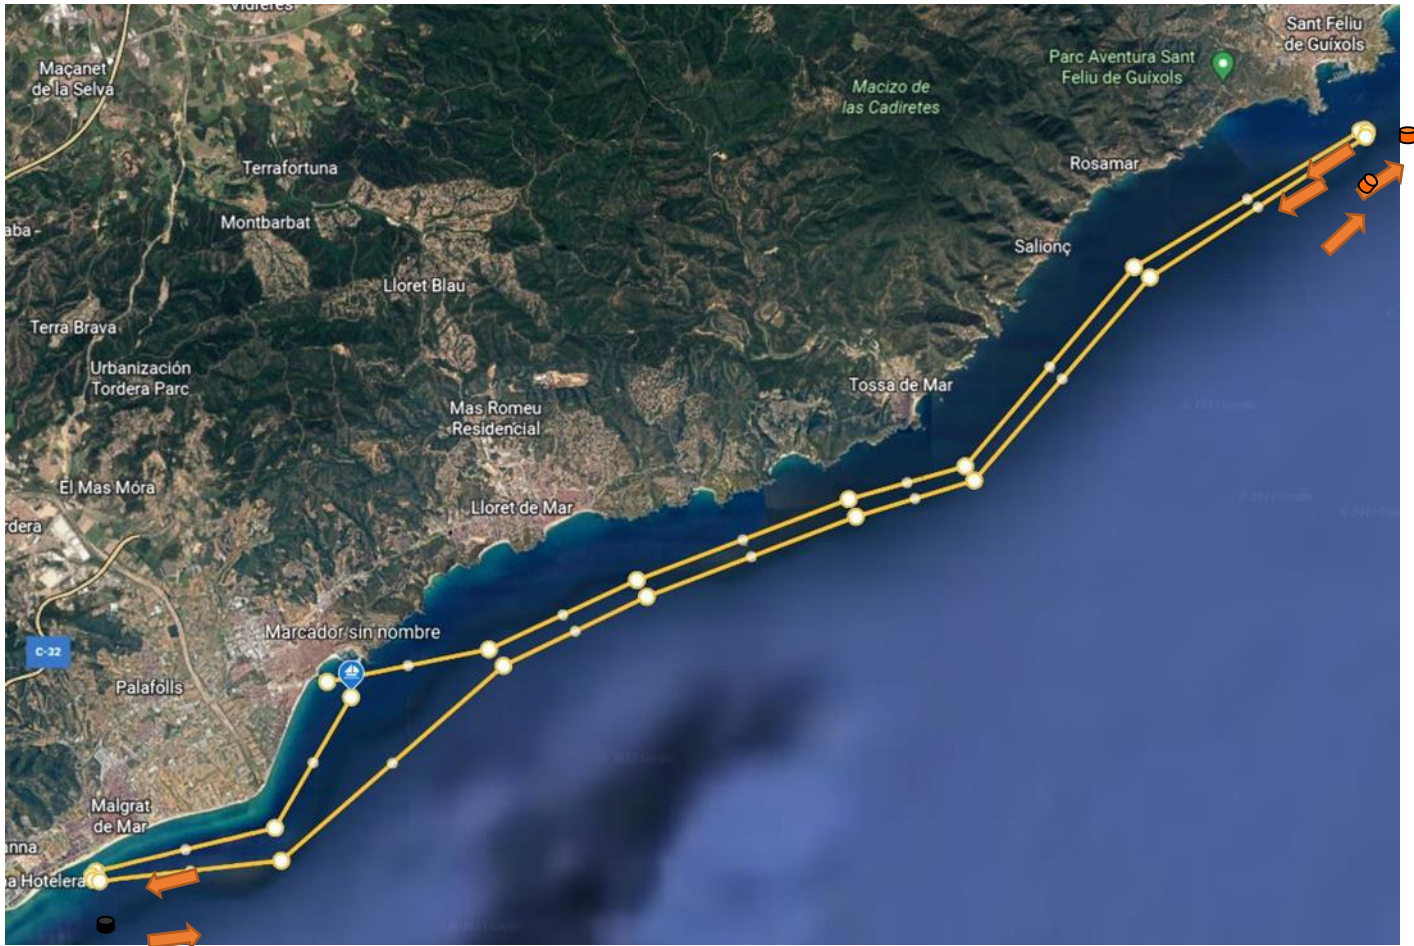 Vidreres
Sant Feliu
de Guíxols
Maçanet
de la Selva
Parc Aventura Sant
Feliu de Guíxols
Macizo de
las Cadiretes
Terrafortuna
Rosamar
Montbarbat
aba
Salionç
Lloret Blau
Terra Brava
Urbanización
Tordera Parc
Tossa de Mar
Mas Romeu
Residencial
El Mas Móra
Lloret de Mar
rdera
Marcador sin nombre
C-32
Palafolls
Malgrat
de Mar
anna
a Hotelera